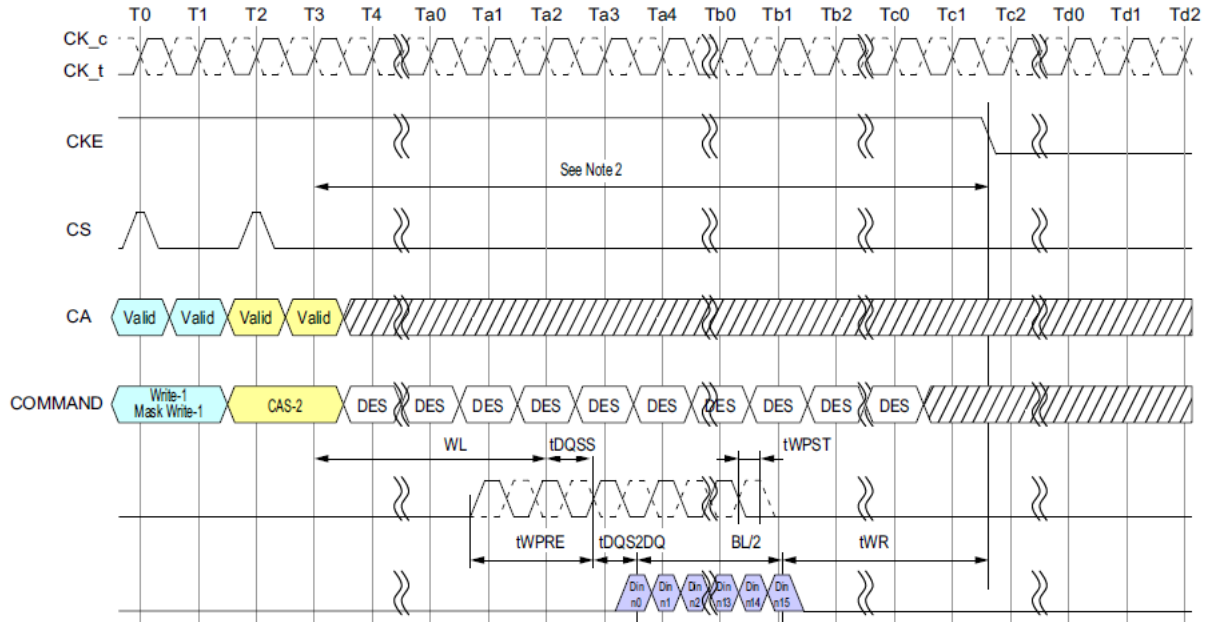 T0 T1 T2 T3 T4 Ta0 Ta1 Ta2 Ta3 Ta4 Tb0 Tb1 Tb2 Tc0 Tc1 Tc2 Td0 Td1 Td2
CK_c
CK_t
CKE
See Note 2
CS
CA Valid Valid Valid Valid
COMMAND Write-1 Mask Write-1 CAS-2 DES DES DES DES DES DES DES DES DES DES
WL tDQSS tWPST
tWPRE tDQS2DQ BL/2 tWR
Din n0 Din n1 Din n2 Din n13 Din n14 Din n15